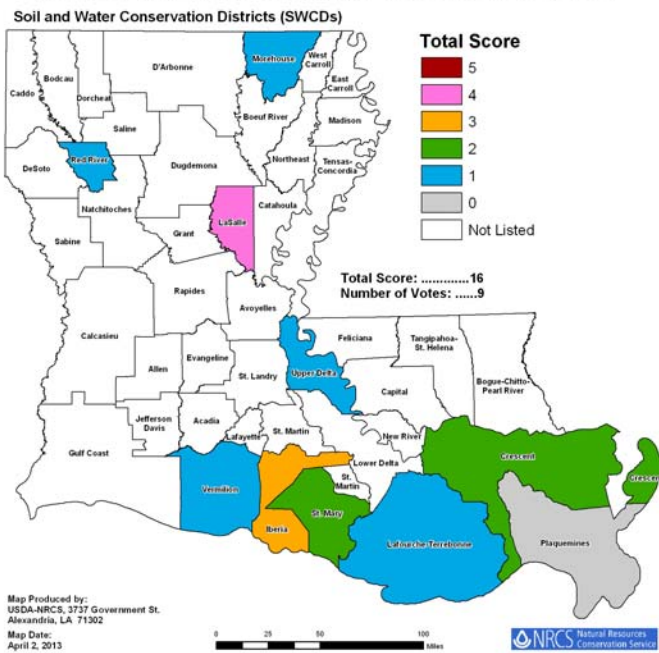 Soil and Water Conservation Districts (SWCDs)
Total Score
5
4
3
2
1
0
Not Listed
Total Score: .............16
Number of Votes: ......9
Caddo
Bodcau
Dorcheat
D'Arbonne
Morehouse
West
Carroll
East
Carroll
Boeuf River
Madison
Saline
Red River
DeSoto
Dugdemona
Northeast
Tensas-
Concordia
Natchitoches
Grant
LaSalle
Catahoula
Sabine
Rapides
Avoyelles
Calcasieu
Allen
Evangeline
St. Landry
Upper Delta
Feliciana
Tangipahoa-
St. Helena
Capital
Bogue-Chitto-
Pearl River
Jefferson
Davis
Acadia
Lafayette
St. Martin
New River
Gulf Coast
Lower Delta
St.
Martin
Crescent
Crescent
Vermilion
Iberia
St. Mary
Lafourche-Terrebonne
Plaquemines
Map Produced by:
USDA-NRCS, 3737 Government St.
Alexandria, LA 71302
Map Date:
April 2, 2013
0 25 50 100
Miles
NRCS Natural Resources
Conservation Service